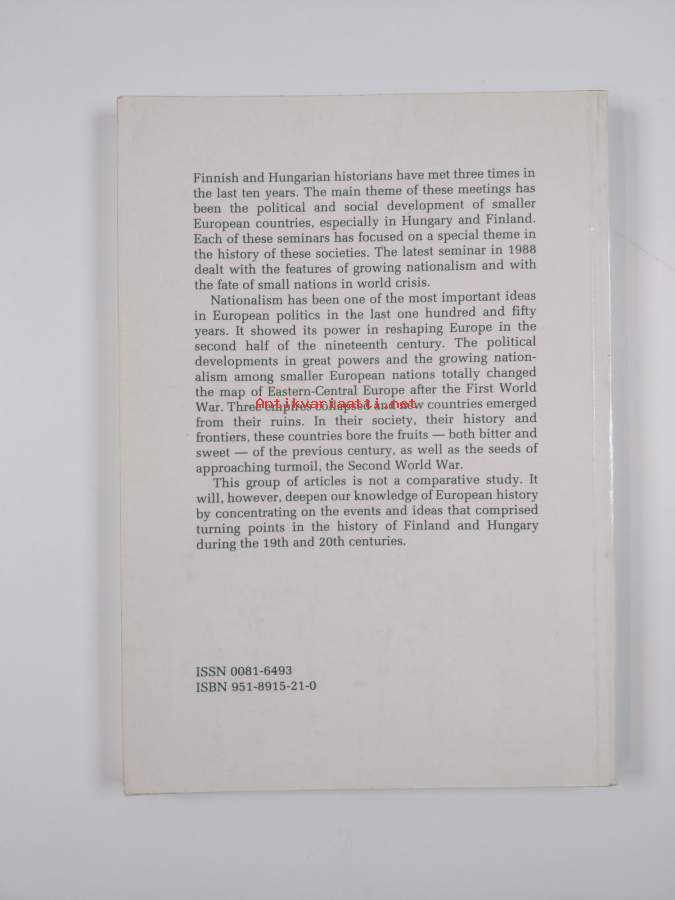 Finnish and Hungarian historians have met three times in
the last ten years. The main theme of these meetings has
been the political and social development of smaller
European countries, especially in Hungary and Finland.
Each of these seminars has focused on a special theme in
the history of these societies. The latest seminar in 1988
dealt with the features of growing nationalism and with
the fate of small nations in world crisis.
Nationalism has been one of the most important ideas
in European politics in the last one hundred and fifty
years. It showed its power in reshaping Europe in the
second half of the nineteenth century. The political
developments in great powers and the growing nation-
alism among smaller European nations totally changed
the map of Eastern-Central Europe after the First World
War. Three empires collapsed and new countries emerged
Antikvariaatti.net
from their ruins. In their society, their history and
frontiers, these countries bore the fruits — both bitter and
sweet — of the previous century, as well as the seeds of
approaching turmoil, the Second World War.
This group of articles is not a comparative study. It
will, however, deepen our knowledge of European history
by concentrating on the events and ideas that comprised
turning points in the history of Finland and Hungary
during the 19th and 20th centuries.
ISSN 0081-6493
ISBN 951-8915-21-0